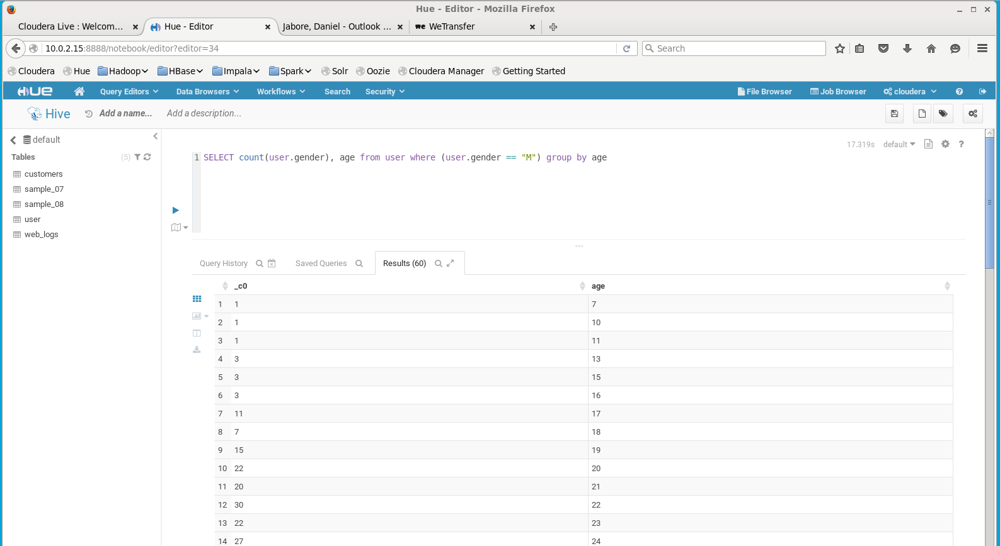 Hue - Editor - Mozilla Firefox
Cloudera Live : Welcom... Hue - Editor Jabore, Daniel - Outlook ... WeTransfer
10.0.2.15:8888/notebook/editor?editor=34 Search
Cloudera Hue Hadoop HBase Impala Spark Solr Oozie Cloudera Manager Getting Started
HUE Query Editors Data Browsers Workflows Search Security File Browser Job Browser cloudera ?
Hive Add a name... Add a description...
default
Tables (5)
customers
sample_07
sample_08
user
web_logs
17.319s default ?
1 SELECT count(user.gender), age from user where (user.gender == "M") group by age
Query History Saved Queries Results (60)
_c0 age
1 1 7
2 1 10
3 1 11
4 3 13
5 3 15
6 3 16
7 11 17
8 7 18
9 15 19
10 22 20
11 20 21
12 30 22
13 22 23
14 27 24